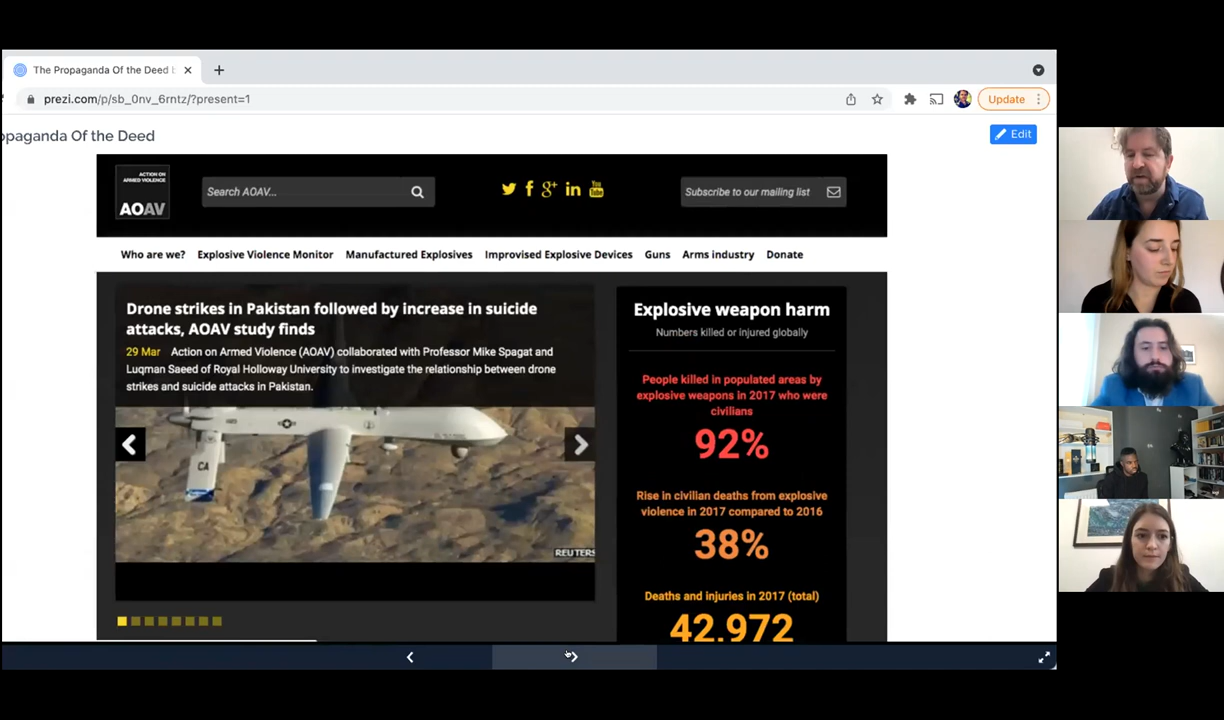 The Propaganda Of the Deed b
prezi.com/p/sb_0nv_6rntz/?present=1
Update
opaganda Of the Deed
Edit
ACTION ON
ARMED VIOLENCE
AOAV
Search AOAV...
You
Tube
Subscribe to our mailing list
Who are we?
Explosive Violence Monitor
Manufactured Explosives
Improvised Explosive Devices
Guns
Arms industry
Donate
Drone strikes in Pakistan followed by increase in suicide
attacks, AOAV study finds
29 Mar Action on Armed Violence (AOAV) collaborated with Professor Mike Spagat and
Luqman Saeed of Royal Holloway University to investigate the relationship between drone
strikes and suicide attacks in Pakistan.
CA
REUTERS
Explosive weapon harm
Numbers killed or injured globally
People killed in populated areas by
explosive weapons in 2017 who were
civilians
92%
Rise in civilian deaths from explosive
violence in 2017 compared to 2016
38%
Deaths and injuries in 2017 (total)
42,972